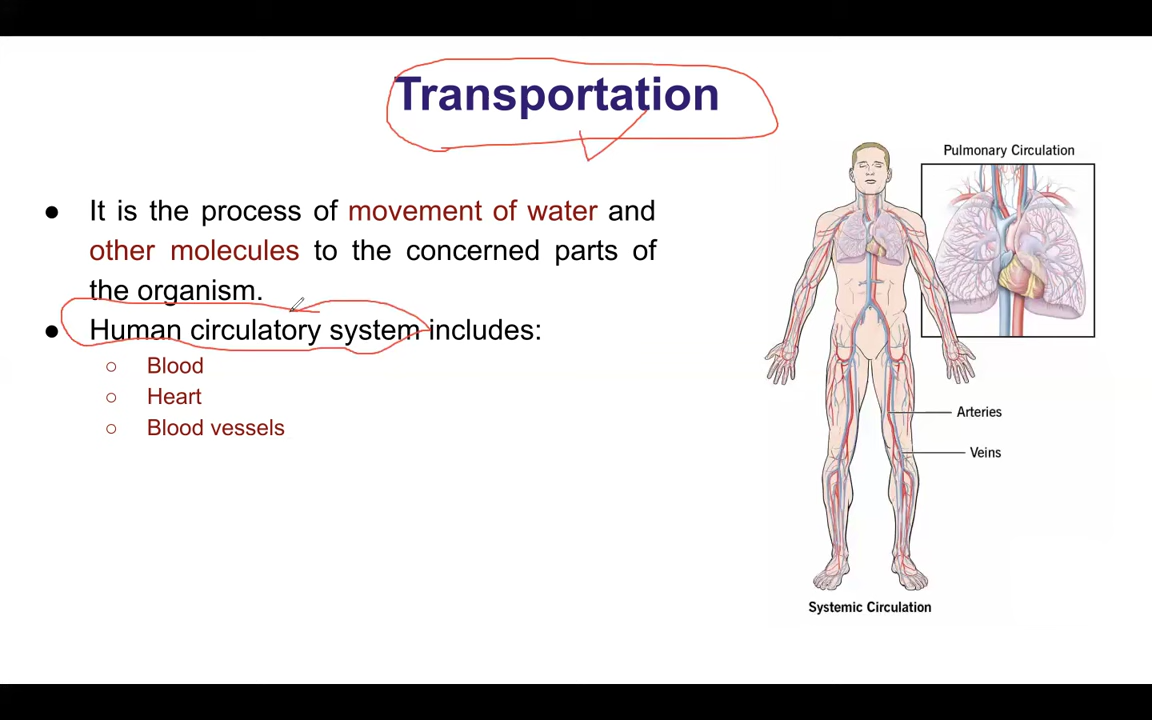 Transportation
● It is the process of movement of water and
other molecules to the concerned parts of
the organism.
● Human circulatory system includes:
○ Blood
○ Heart
○ Blood vessels
Pulmonary Circulation
Arteries
Veins
Systemic Circulation